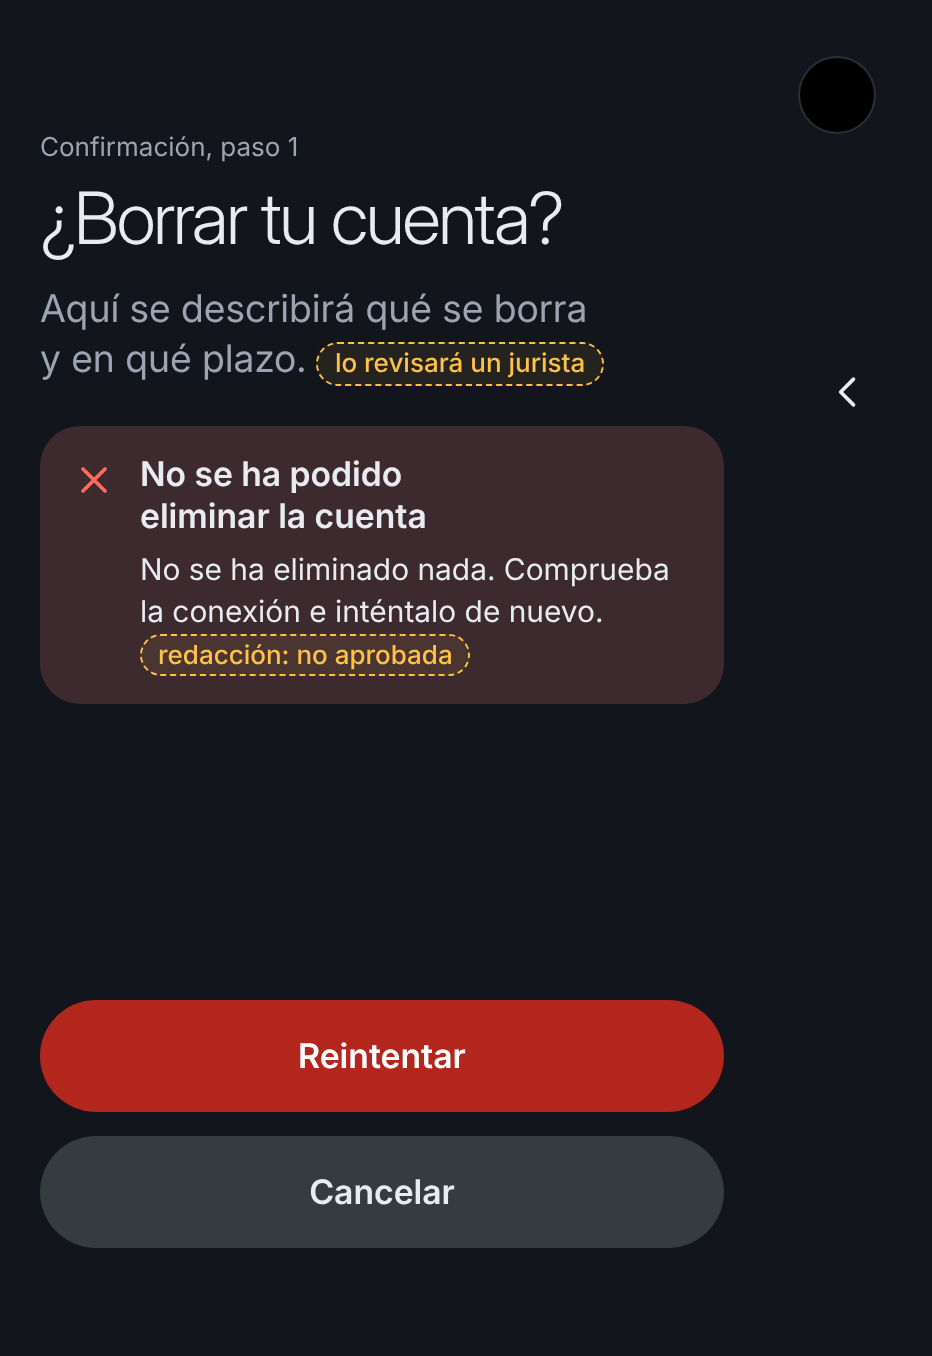 Confirmación, paso 1
¿Borrar tu cuenta?
Aquí se describirá qué se borra
y en qué plazo. lo revisará un jurista
No se ha podido
eliminar la cuenta
No se ha eliminado nada. Comprueba
la conexión e inténtalo de nuevo.
redacción: no aprobada
Reintentar
Cancelar